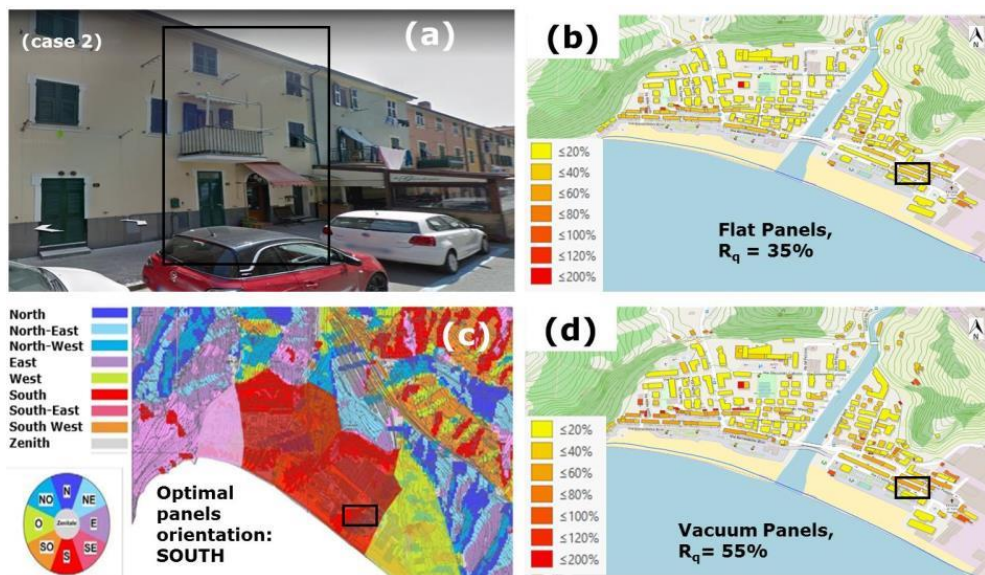 (case 2)
(a)
(b)
≤20%
≤40%
≤60%
≤80%
≤100%
≤120%
≤200%
N
Flat Panels,
Rq = 35%
North
North-East
North-West
East
West
South
South-East
South West
Zenith
NO N NE
O Zenitale E
SO S SE
(c)
Optimal
panels
orientation:
SOUTH
(d)
≤20%
≤40%
≤60%
≤80%
≤100%
≤120%
≤200%
N
Vacuum Panels,
Rq= 55%